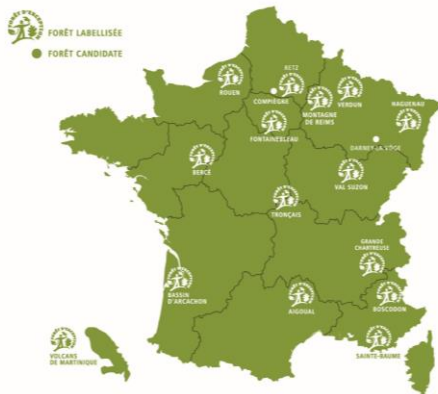 FORÊT LABELLISÉE
FORÊT CANDIDATE
RETZ
ROUEN
COMPIÈGNE
MONTAGNE
DE REIMS
VERDUN
HAGUENAU
FONTAINEBLEAU
DARNEY-LA-VÔGE
BERCÉ
VAL SUZON
TRONÇAIS
GRANDE
CHARTREUSE
BASSIN
D'ARCACHON
AIGOUAL
BOSCODON
SAINTE-BAUME
VOLCANS
DE MARTINIQUE